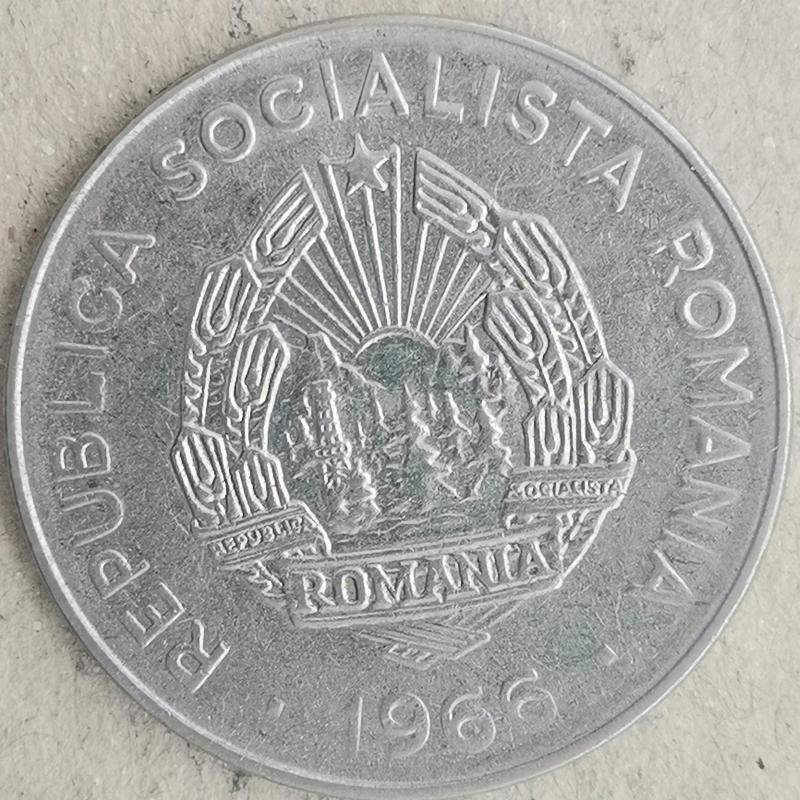 REPUBLICA SOCIALISTA ROMANIA
REPUBLICA
SOCIALISTA
ROMANIA
1966